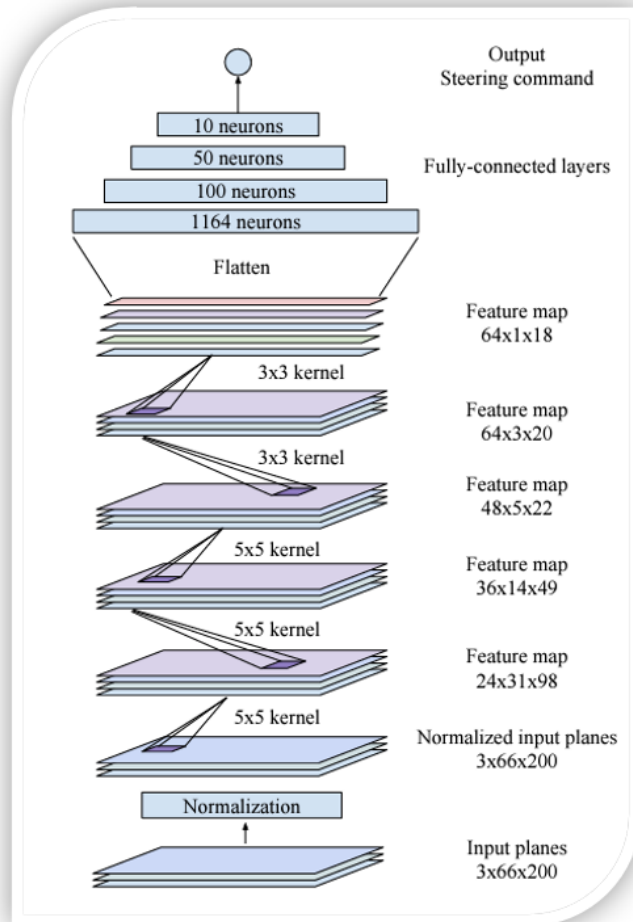 Output
Steering command
10 neurons
50 neurons
Fully-connected layers
100 neurons
1164 neurons
Flatten
Feature map
64x1x18
3x3 kernel
Feature map
64x3x20
3x3 kernel
Feature map
48x5x22
5x5 kernel
Feature map
36x14x49
5x5 kernel
Feature map
24x31x98
5x5 kernel
Normalized input planes
3x66x200
Normalization
Input planes
3x66x200